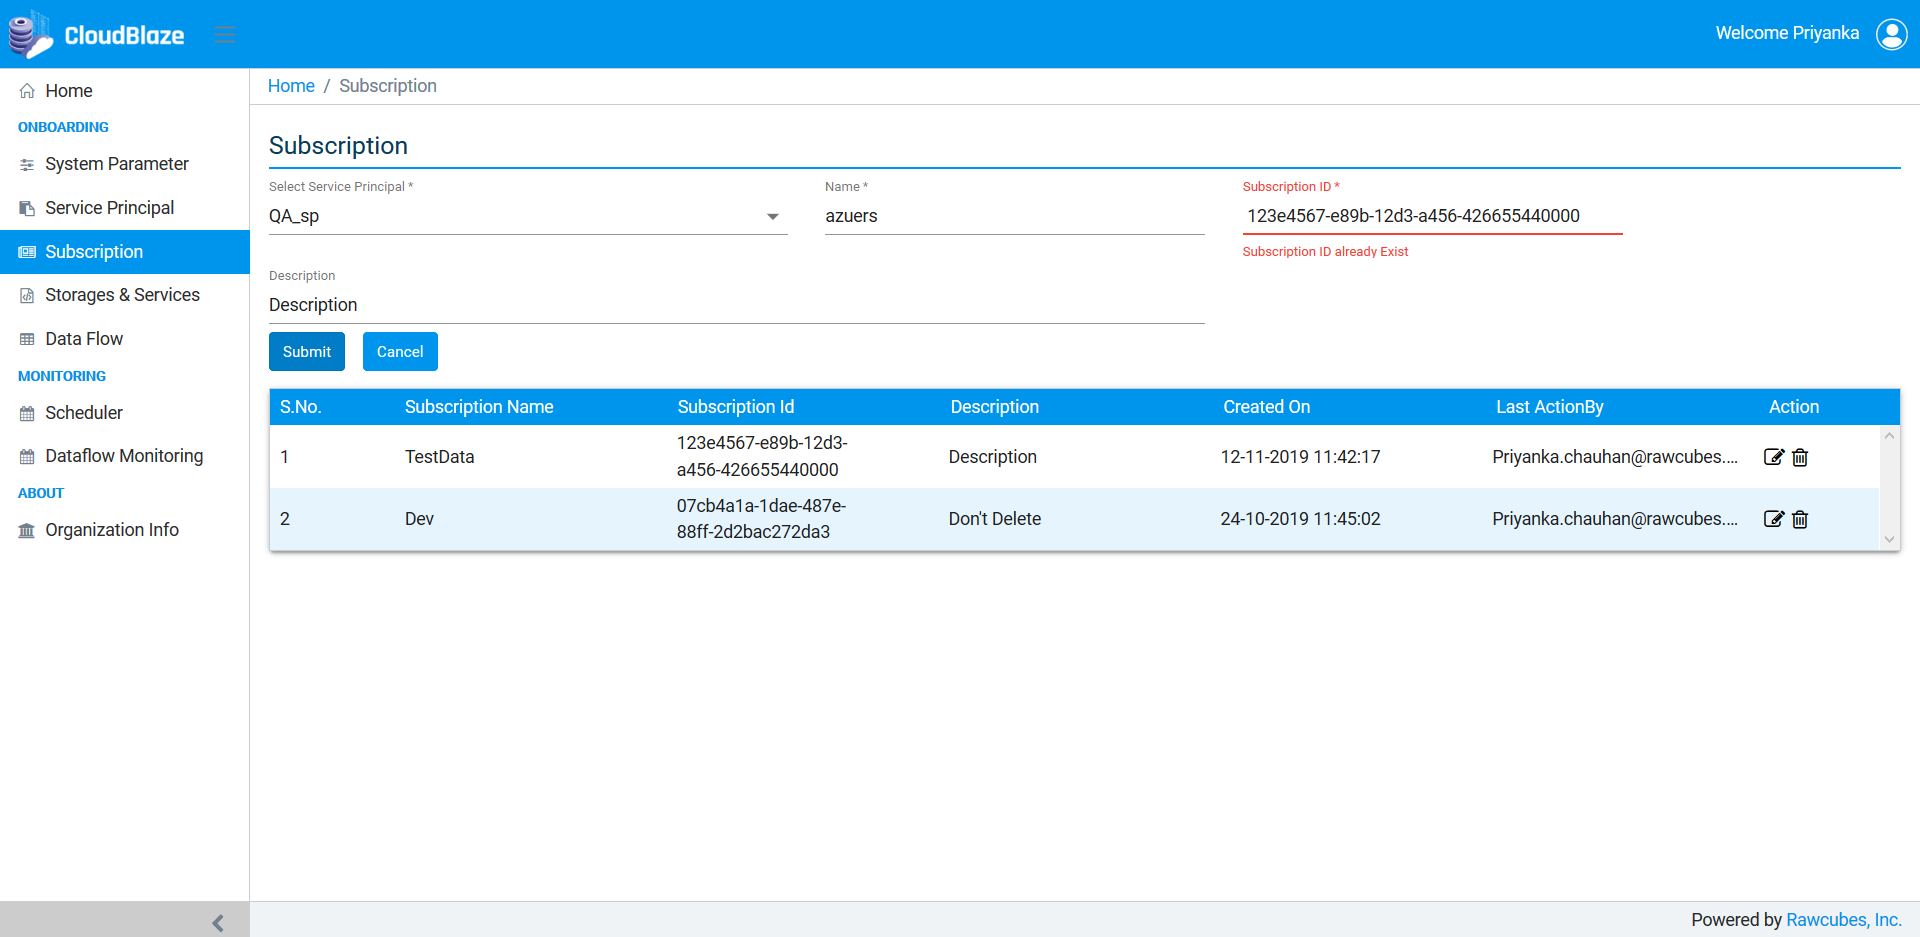 CloudBlaze
Welcome Priyanka
Home
ONBOARDING
System Parameter
Service Principal
Subscription
Storages & Services
Data Flow
MONITORING
Scheduler
Dataflow Monitoring
ABOUT
Organization Info
Home / Subscription
Subscription
Select Service Principal *
QA_sp
Name *
azuers
Subscription ID *
123e4567-e89b-12d3-a456-426655440000
Subscription ID already Exist
Description
Description
Submit Cancel
S.No. Subscription Name Subscription Id Description Created On Last ActionBy Action
1 TestData 123e4567-e89b-12d3-
a456-426655440000 Description 12-11-2019 11:42:17 Priyanka.chauhan@rawcubes....
2 Dev 07cb4a1a-1dae-487e-
88ff-2d2bac272da3 Don't Delete 24-10-2019 11:45:02 Priyanka.chauhan@rawcubes....
Powered by Rawcubes, Inc.